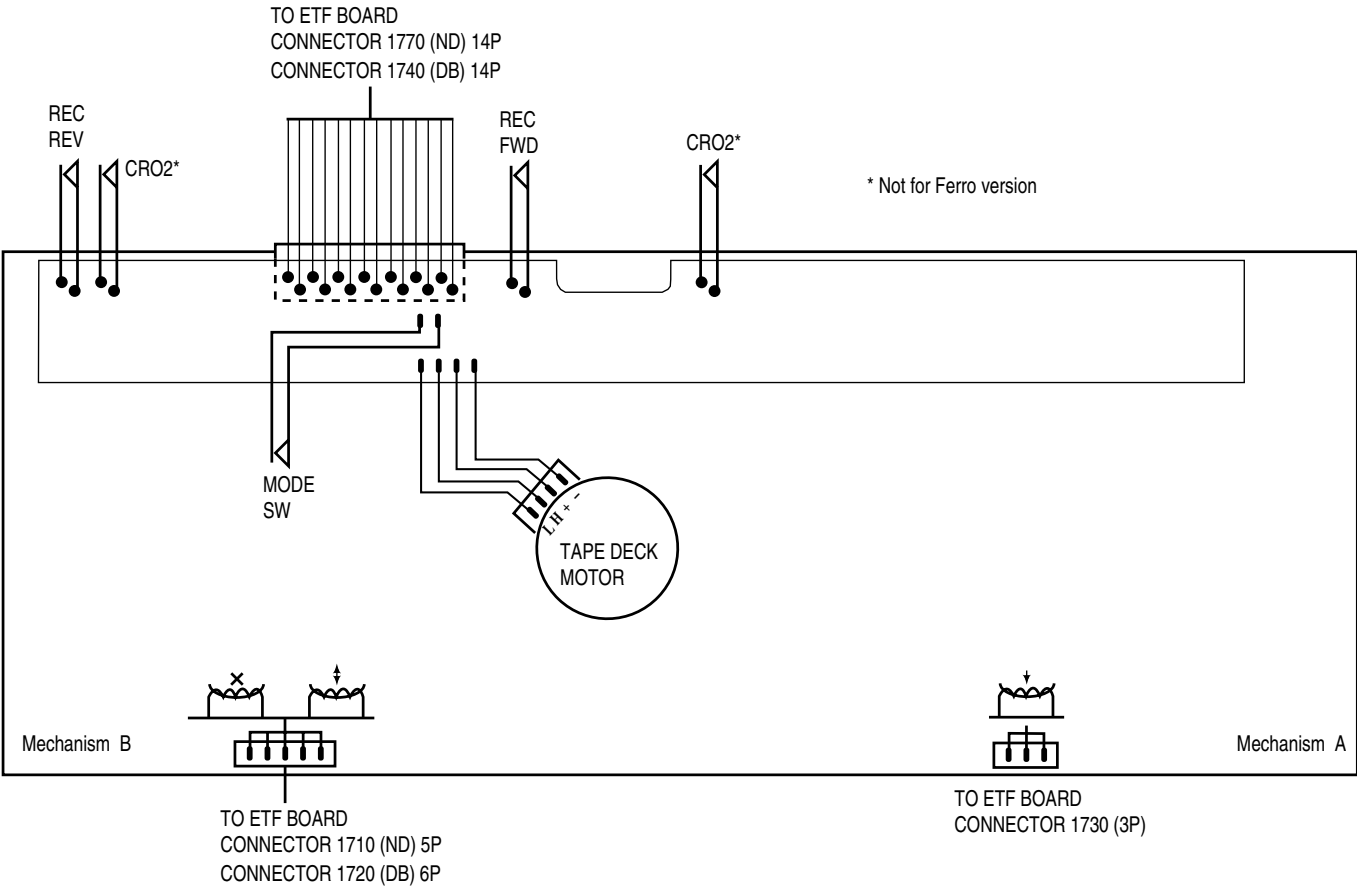 TO ETF BOARD
CONNECTOR 1770 (ND) 14P
CONNECTOR 1740 (DB) 14P
REC
REV
CRO2*
REC
FWD
CRO2*
* Not for Ferro version
MODE
SW
L H + -
TAPE DECK
MOTOR
Mechanism B
Mechanism A
TO ETF BOARD
CONNECTOR 1710 (ND) 5P
CONNECTOR 1720 (DB) 6P
TO ETF BOARD
CONNECTOR 1730 (3P)